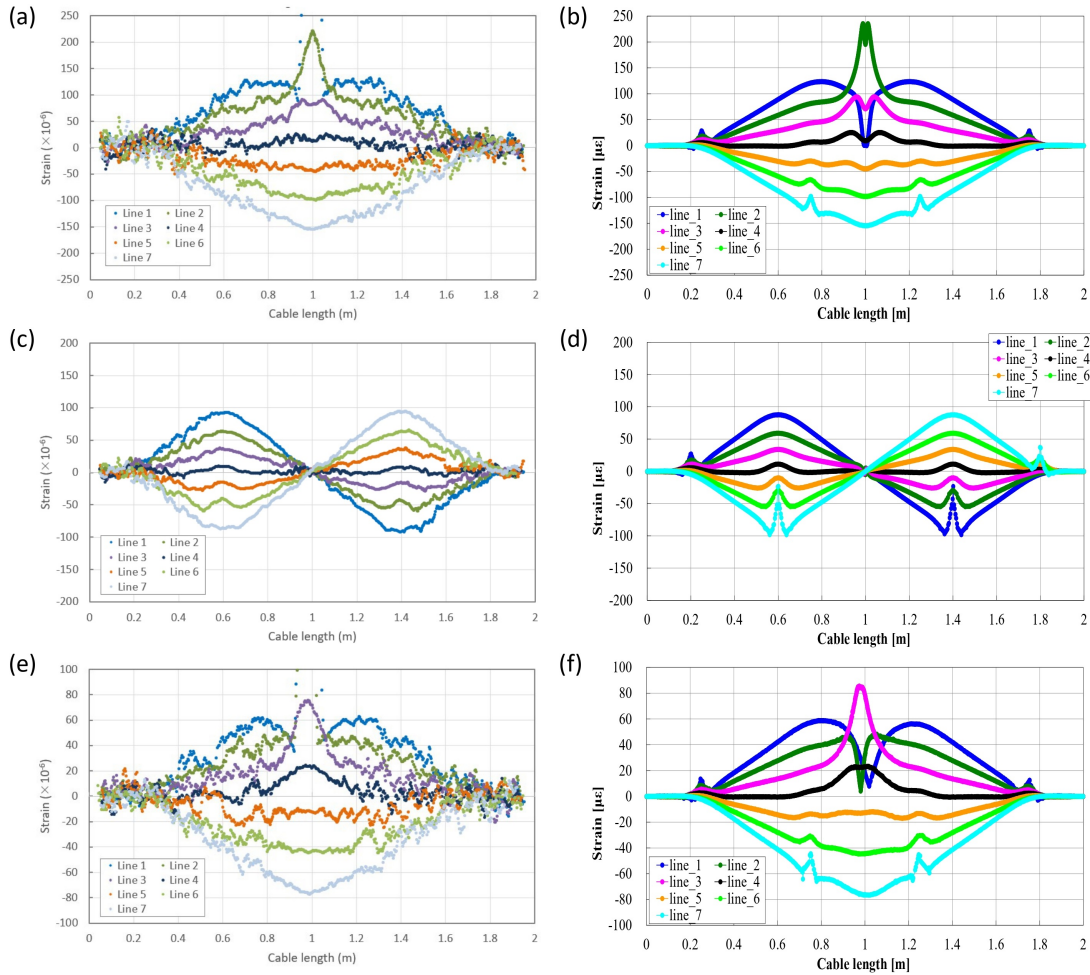 (a)
250
200
150
100
50
0
-50
-100
-150
-200
-250
Strain (×10⁻⁶)
0 0.2 0.4 0.6 0.8 1 1.2 1.4 1.6 1.8 2
Cable length (m)
Line 1 Line 2
Line 3 Line 4
Line 5 Line 6
Line 7
(b)
250
200
150
100
50
0
-50
-100
-150
-200
-250
Strain [με]
0 0.2 0.4 0.6 0.8 1 1.2 1.4 1.6 1.8 2
Cable length [m]
line_1 line_2
line_3 line_4
line_5 line_6
line_7
(c)
200
150
100
50
0
-50
-100
-150
-200
Strain (×10⁻⁶)
0 0.2 0.4 0.6 0.8 1 1.2 1.4 1.6 1.8 2
Cable length (m)
Line 1 Line 2
Line 3 Line 4
Line 5 Line 6
Line 7
(d)
200
150
100
50
0
-50
-100
-150
-200
Strain [με]
0 0.2 0.4 0.6 0.8 1 1.2 1.4 1.6 1.8 2
Cable length [m]
line_1 line_2
line_3 line_4
line_5 line_6
line_7
(e)
100
80
60
40
20
0
-20
-40
-60
-80
-100
Strain (×10⁻⁶)
0 0.2 0.4 0.6 0.8 1 1.2 1.4 1.6 1.8 2
Cable length (m)
Line 1 Line 2
Line 3 Line 4
Line 5 Line 6
Line 7
(f)
100
80
60
40
20
0
-20
-40
-60
-80
-100
Strain [με]
0 0.2 0.4 0.6 0.8 1 1.2 1.4 1.6 1.8 2
Cable length [m]
line_1 line_2
line_3 line_4
line_5 line_6
line_7